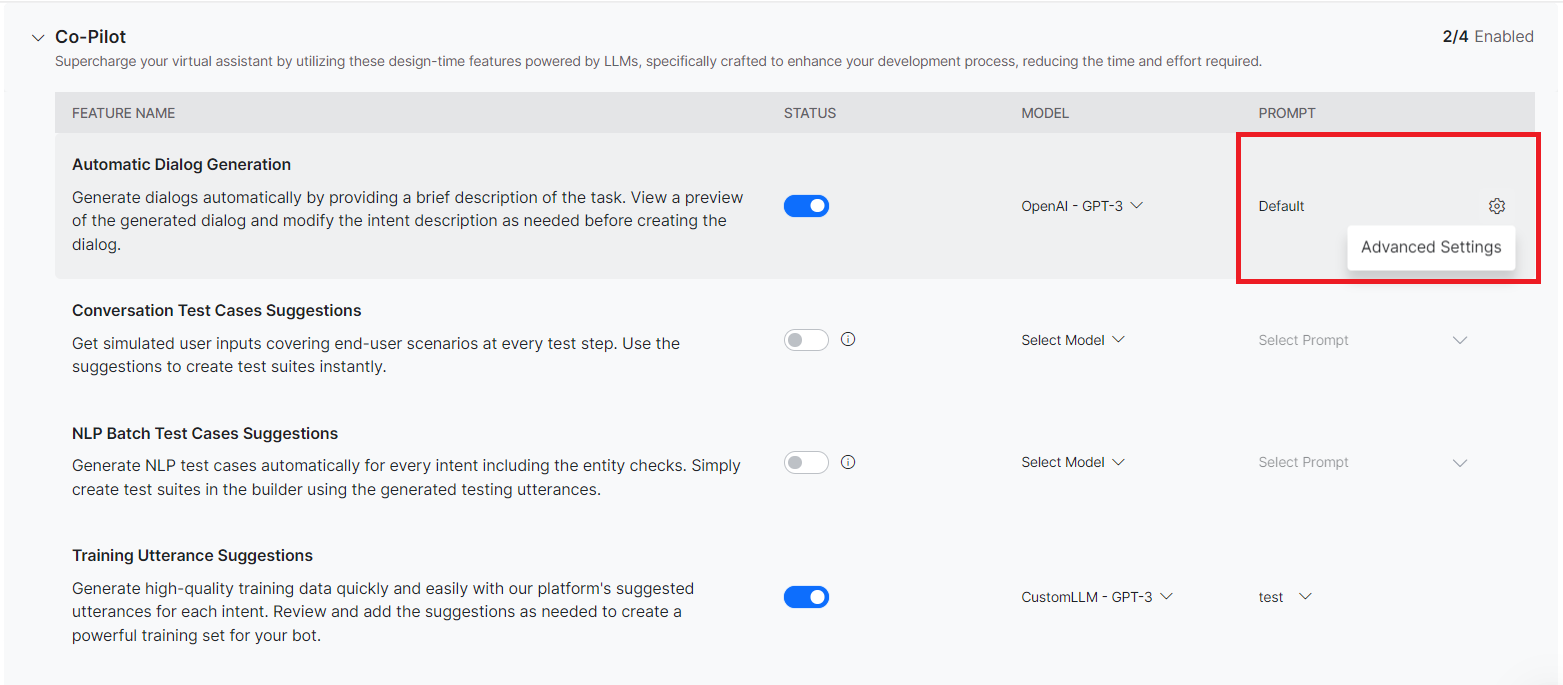 Co-Pilot
2/4 Enabled
Supercharge your virtual assistant by utilizing these design-time features powered by LLMs, specifically crafted to enhance your development process, reducing the time and effort required.
FEATURE NAME STATUS MODEL PROMPT
Automatic Dialog Generation
Generate dialogs automatically by providing a brief description of the task. View a preview
of the generated dialog and modify the intent description as needed before creating the
dialog.
OpenAI - GPT-3
Default
Advanced Settings
Conversation Test Cases Suggestions
Get simulated user inputs covering end-user scenarios at every test step. Use the
suggestions to create test suites instantly.
Select Model
Select Prompt
NLP Batch Test Cases Suggestions
Generate NLP test cases automatically for every intent including the entity checks. Simply
create test suites in the builder using the generated testing utterances.
Select Model
Select Prompt
Training Utterance Suggestions
Generate high-quality training data quickly and easily with our platform's suggested
utterances for each intent. Review and add the suggestions as needed to create a
powerful training set for your bot.
CustomLLM - GPT-3
test